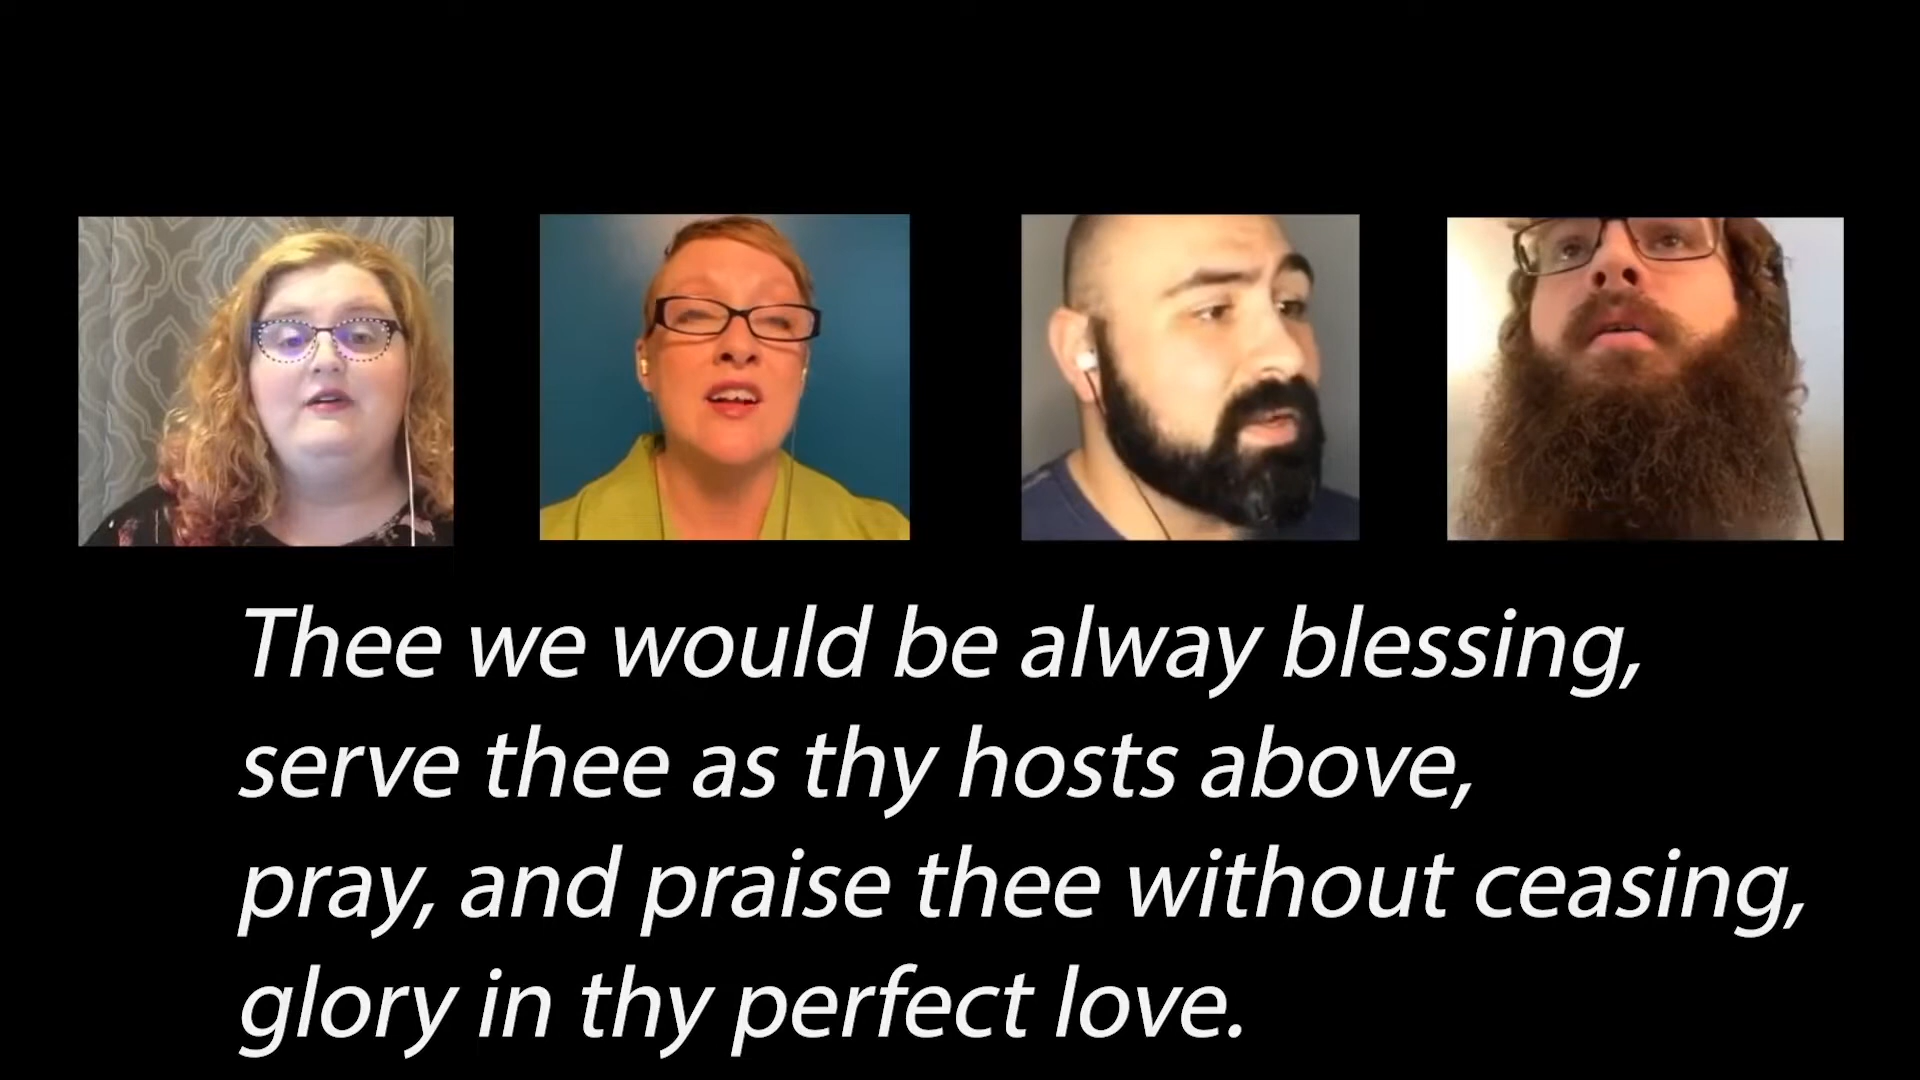 Thee we would be alway blessing,
serve thee as thy hosts above,
pray, and praise thee without ceasing,
glory in thy perfect love.